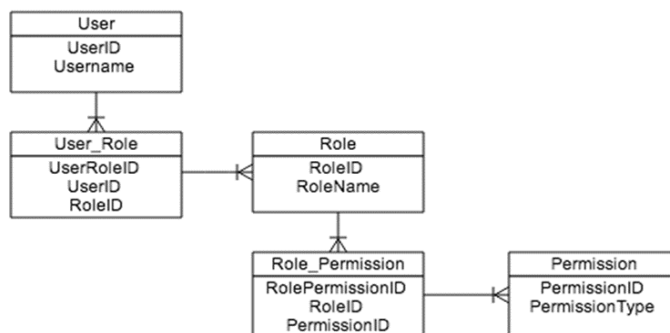 User
UserID
Username
User_Role
UserRoleID
UserID
RoleID
Role
RoleID
RoleName
Role_Permission
RolePermissionID
RoleID
PermissionID
Permission
PermissionID
PermissionType